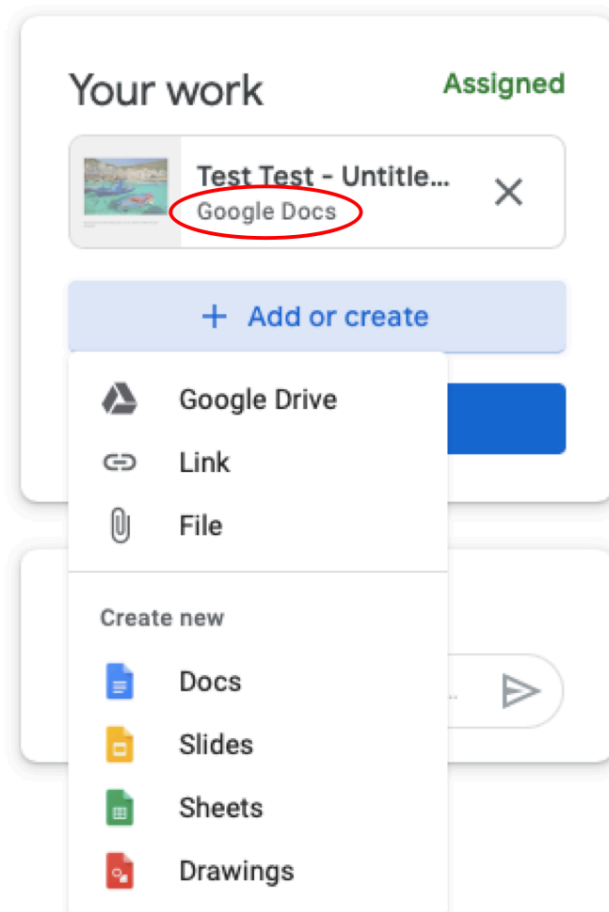 Your work
Assigned
Test Test - Untitle...
Google Docs
+ Add or create
Google Drive
Link
File
Create new
Docs
Slides
Sheets
Drawings